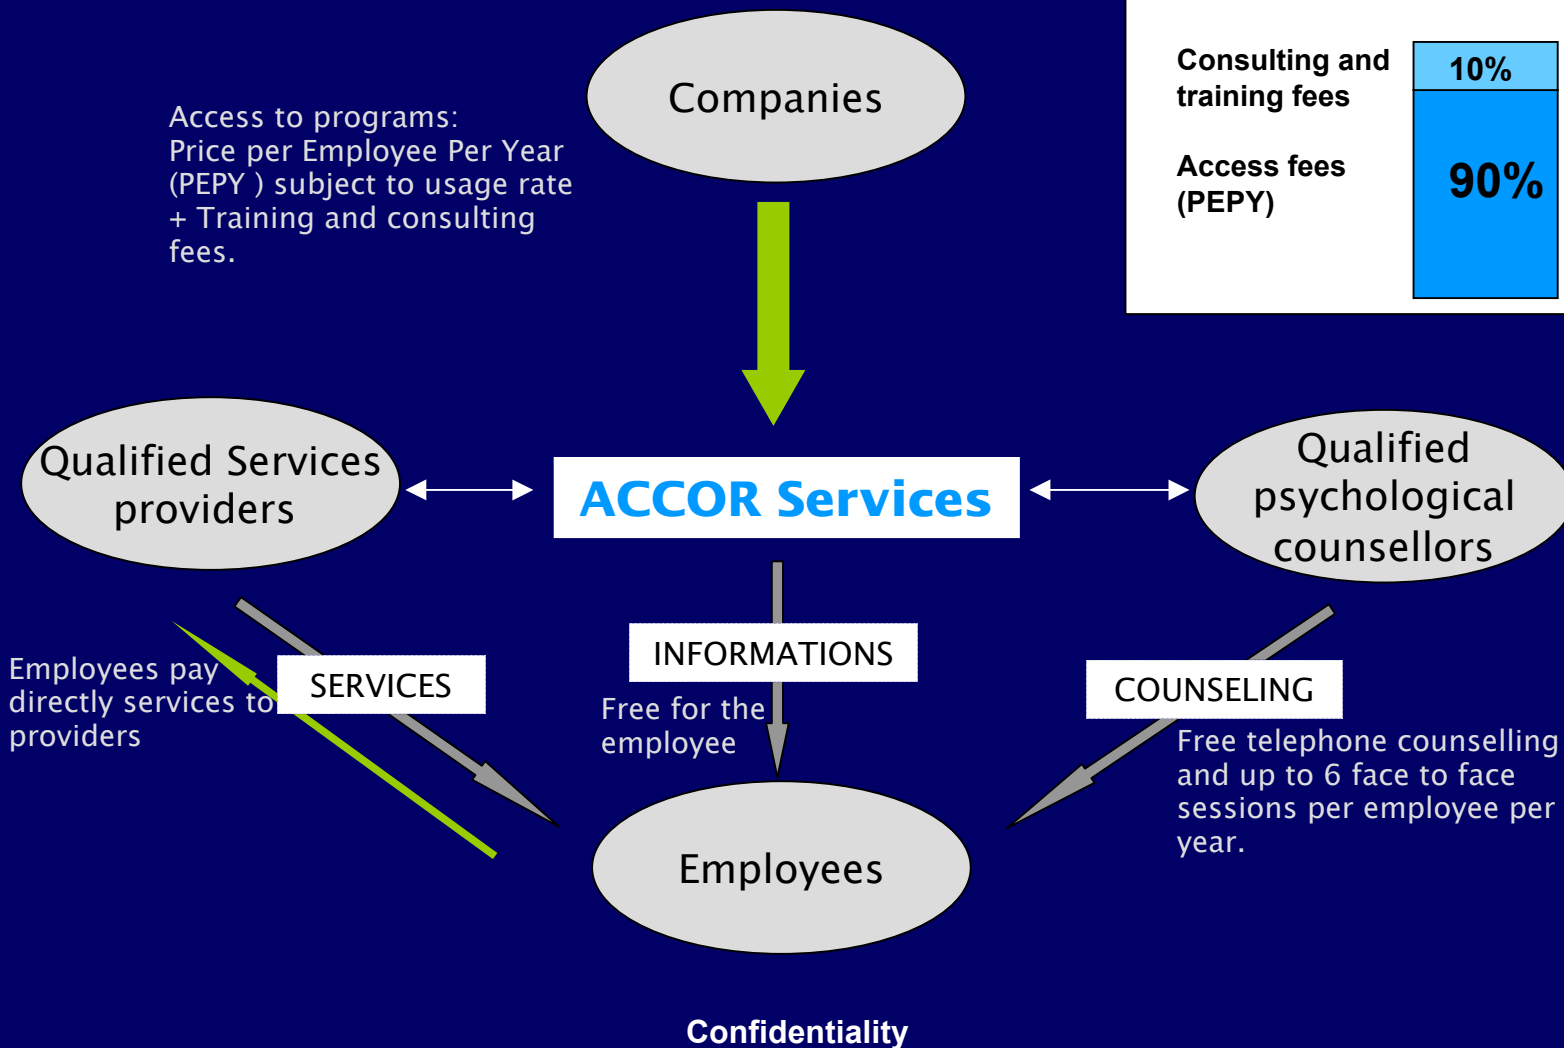 Companies
Access to programs:
Price per Employee Per Year
(PEPY ) subject to usage rate
+ Training and consulting
fees.
Consulting and
training fees
10%
Access fees
(PEPY)
90%
Qualified Services
providers
ACCOR Services
Qualified
psychological
counsellors
Employees pay
directly services to
providers
SERVICES
INFORMATIONS
Free for the
employee
COUNSELING
Free telephone counselling
and up to 6 face to face
sessions per employee per
year.
Employees
Confidentiality